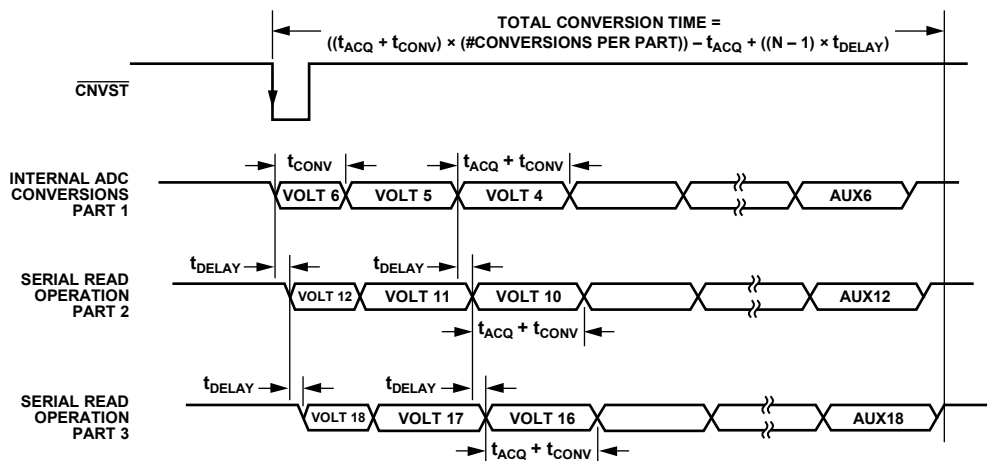 TOTAL CONVERSION TIME =
((tACQ + tCONV) × (#CONVERSIONS PER PART)) – tACQ + ((N – 1) × tDELAY)
CNVST
tCONV
tACQ + tCONV
INTERNAL ADC
CONVERSIONS
PART 1
VOLT 6
VOLT 5
VOLT 4
AUX6
tDELAY
tDELAY
SERIAL READ
OPERATION
PART 2
VOLT 12
VOLT 11
VOLT 10
AUX12
tACQ + tCONV
tDELAY
tDELAY
SERIAL READ
OPERATION
PART 3
VOLT 18
VOLT 17
VOLT 16
AUX18
tACQ + tCONV